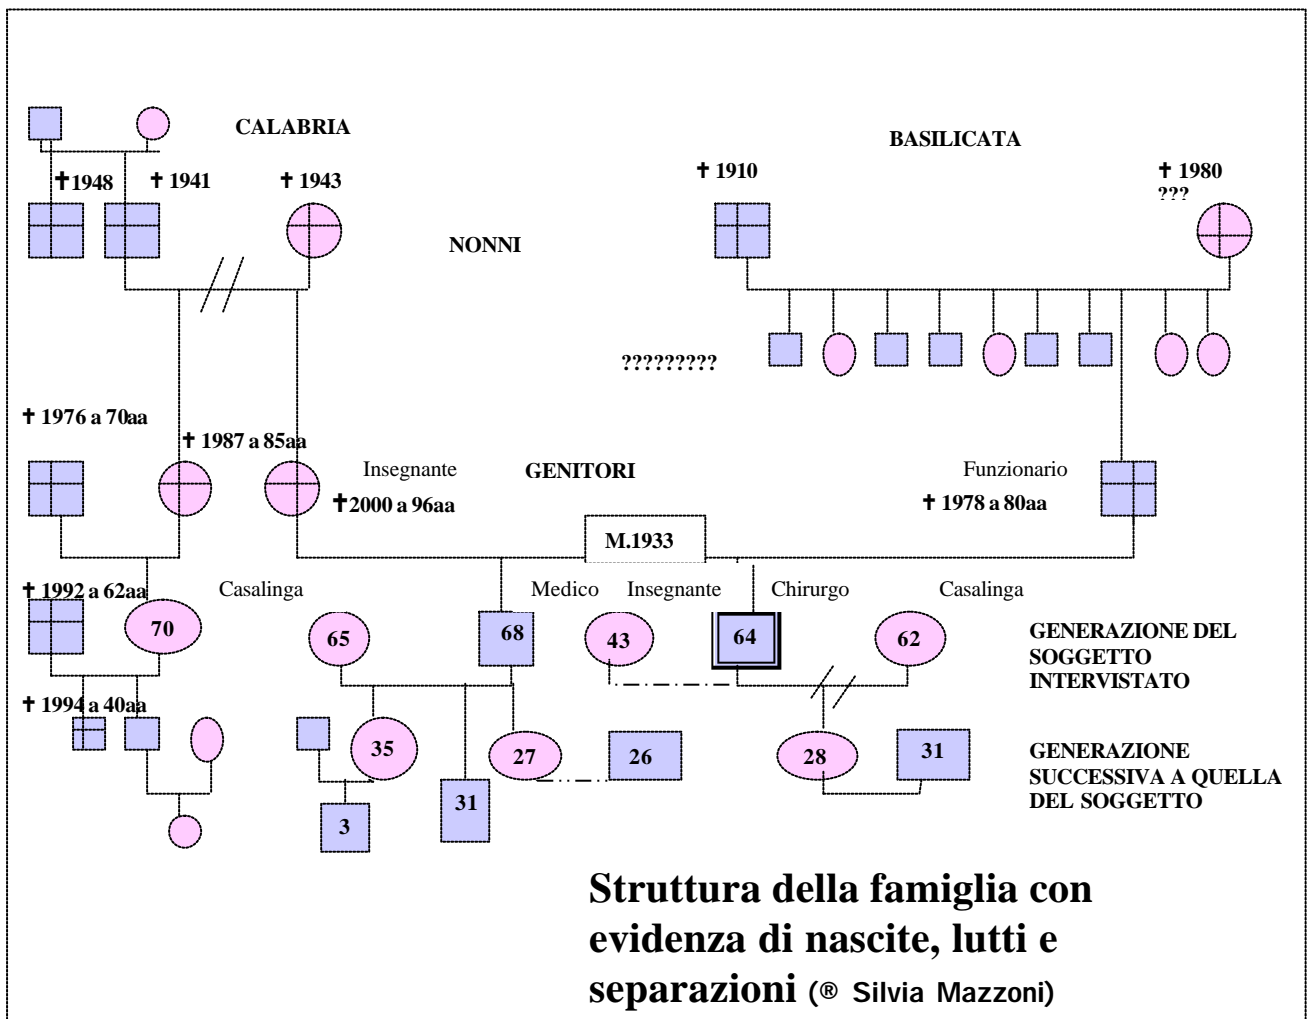 CALABRIA
BASILICATA
✝1948
✝ 1941
✝ 1943
✝ 1910
✝ 1980
???
NONNI
?????????
✝ 1976 a 70aa
✝ 1987 a 85aa
Insegnante
GENITORI
Funzionario
✝2000 a 96aa
✝ 1978 a 80aa
M.1933
✝ 1992 a 62aa
Casalinga
Medico
Insegnante
Chirurgo
Casalinga
70
65
68
43
64
62
GENERAZIONE DEL
SOGGETTO
INTERVISTATO
✝ 1994 a 40aa
35
27
26
28
31
GENERAZIONE
SUCCESSIVA A QUELLA
DEL SOGGETTO
31
3
Struttura della famiglia con
evidenza di nascite, lutti e
separazioni (® Silvia Mazzoni)